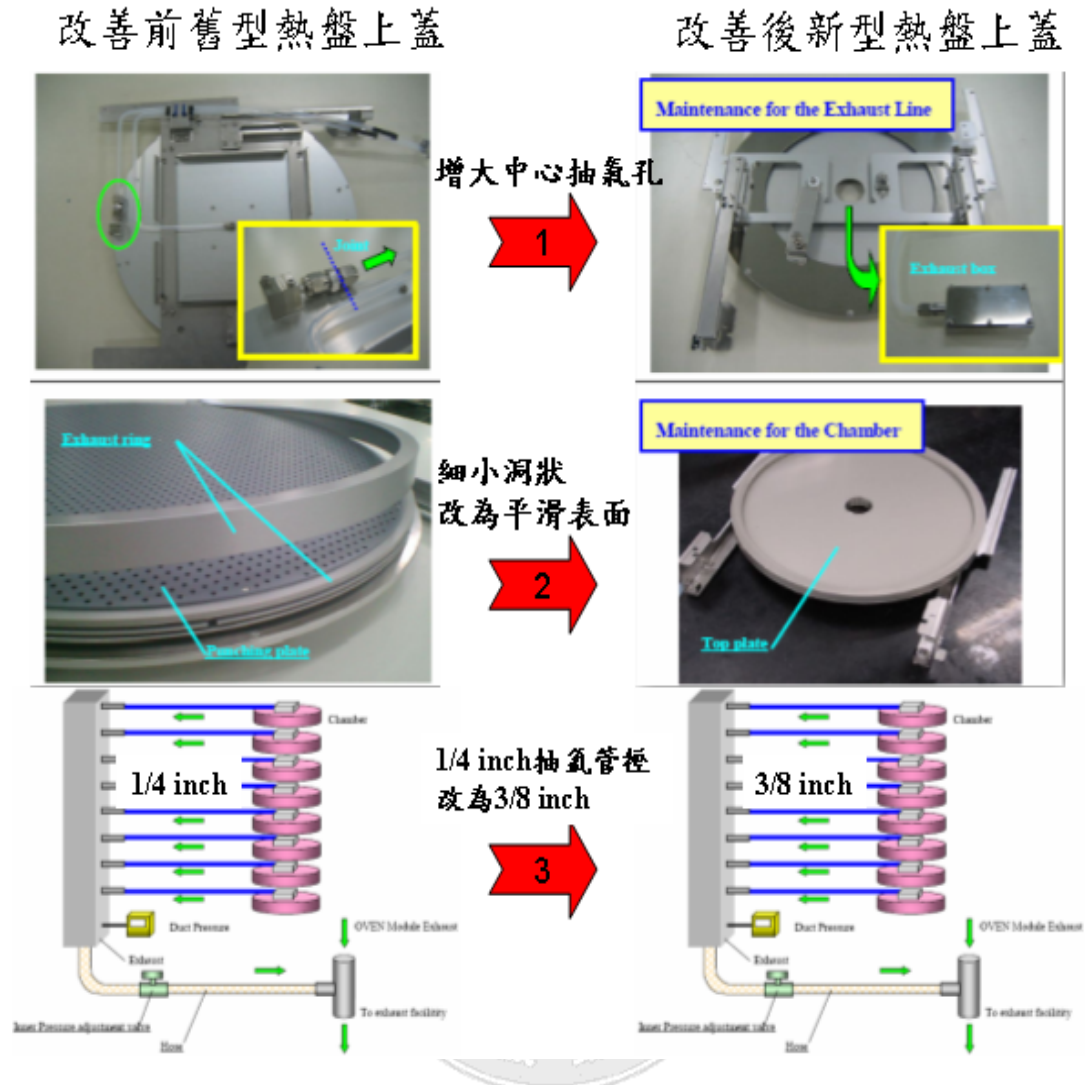 改善前舊型熱盤上蓋
改善後新型熱盤上蓋
Joint
增大中心抽氣孔
1
Maintenance for the Exhaust Line
Exhaust box
Exhaust ring
Punching plate
細小洞狀
改為平滑表面
2
Maintenance for the Chamber
Top plate
Chamber
1/4 inch
Duct Pressure
OVEN Module Exhaust
Exhaust
To exhaust facility
Inner Pressure adjustment valve
Hose
1/4 inch抽氣管徑
改為3/8 inch
3
Chamber
3/8 inch
Duct Pressure
OVEN Module Exhaust
Exhaust
To exhaust facility
Inner Pressure adjustment valve
Hose